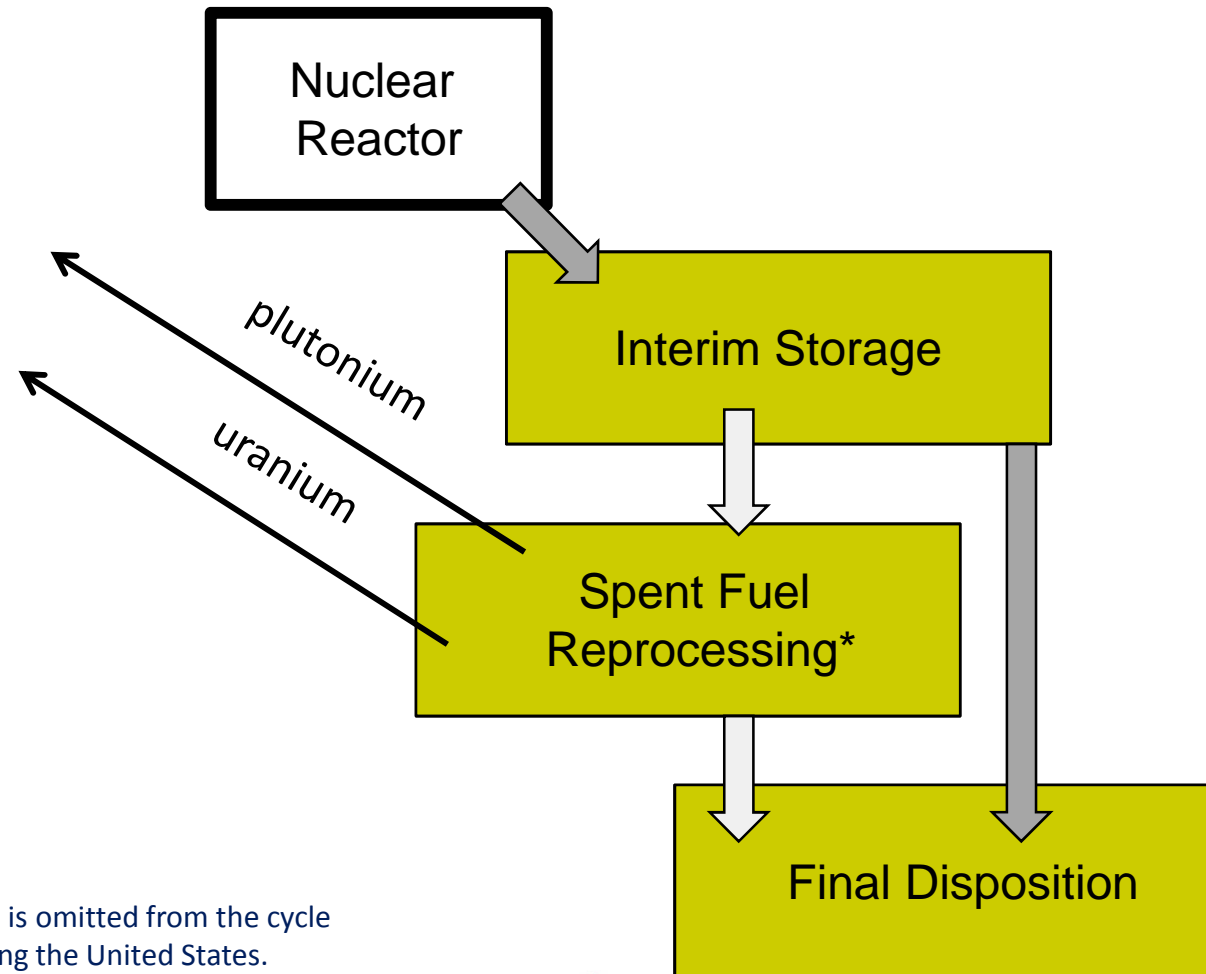 Nuclear
Reactor
Interim Storage
plutonium
uranium
Spent Fuel
Reprocessing*
Final Disposition
is omitted from the cycle
ng the United States.